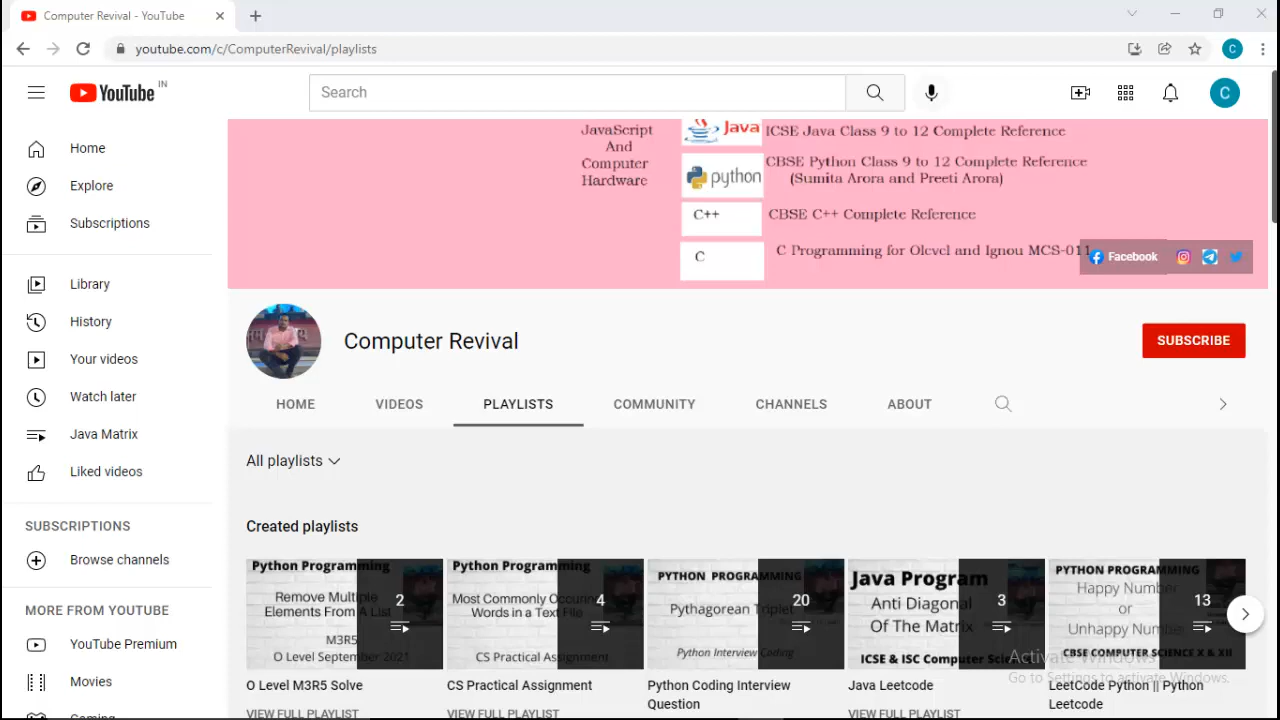 Computer Revival - YouTube
youtube.com/c/ComputerRevival/playlists
C
YouTube IN
Search
C
Home
Explore
Subscriptions
Library
History
Your videos
Watch later
Java Matrix
Liked videos
SUBSCRIPTIONS
Browse channels
MORE FROM YOUTUBE
YouTube Premium
Movies
Gaming
JavaScript
And
Computer
Hardware
Java ICSE Java Class 9 to 12 Complete Reference
python CBSE Python Class 9 to 12 Complete Reference
(Sumita Arora and Preeti Arora)
C++ CBSE C++ Complete Reference
C C Programming for Olevel and Ignou MCS-011
Facebook
Computer Revival
SUBSCRIBE
HOME VIDEOS PLAYLISTS COMMUNITY CHANNELS ABOUT
All playlists
Created playlists
Python Programming
Remove Multiple
Elements From A List
M3R5
O Level September 2021
2
O Level M3R5 Solve
VIEW FULL PLAYLIST
Python Programming
Most Commonly Occuring
Words in a Text File
CS Practical Assignment
4
CS Practical Assignment
VIEW FULL PLAYLIST
PYTHON PROGRAMMING
Pythagorean Triplet
Python Interview Coding
20
Python Coding Interview
Question
Java Program
Anti Diagonal
Of The Matrix
ICSE & ISC Computer
3
Java Leetcode
VIEW FULL PLAYLIST
PYTHON PROGRAMMING
Happy Number
or
Unhappy Number
CBSE COMPUTER SCIENCE X & XII
13
LeetCode Python || Python
Leetcode
Activate Windows
Go to Settings to activate Windows.